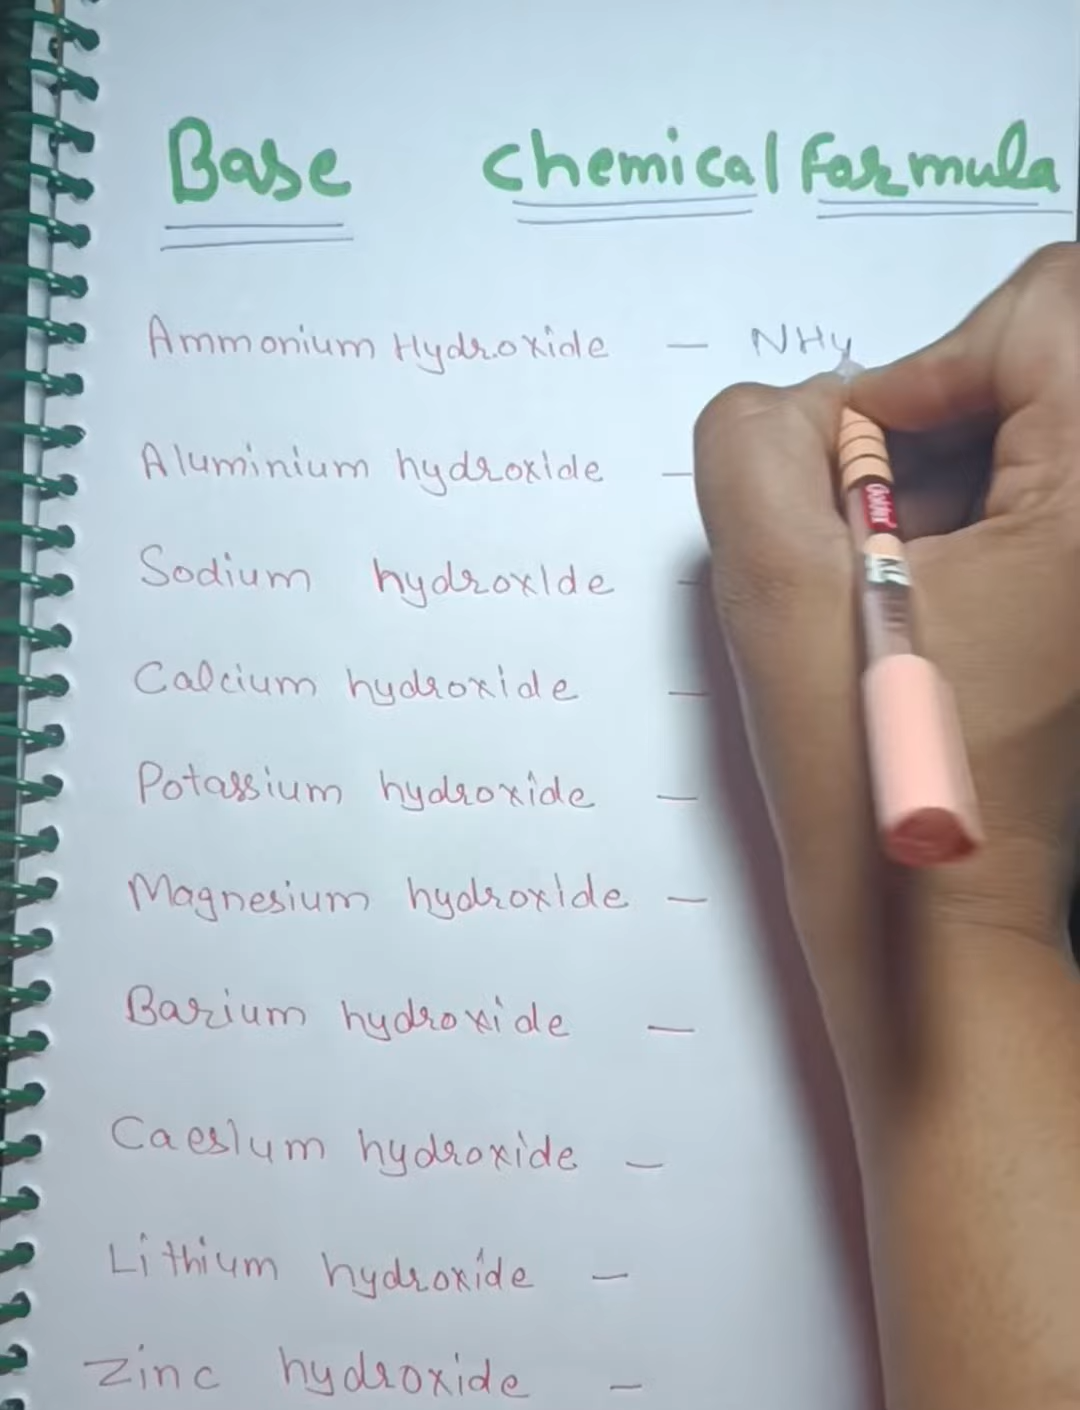 Base Chemical Formula
Ammonium Hydroxide — NH4
Aluminium hydroxide —
Sodium hydroxide —
Calcium hydroxide —
Potassium hydroxide —
Magnesium hydroxide —
Barium hydroxide —
Caesium hydroxide —
Lithium hydroxide —
Zinc hydroxide —